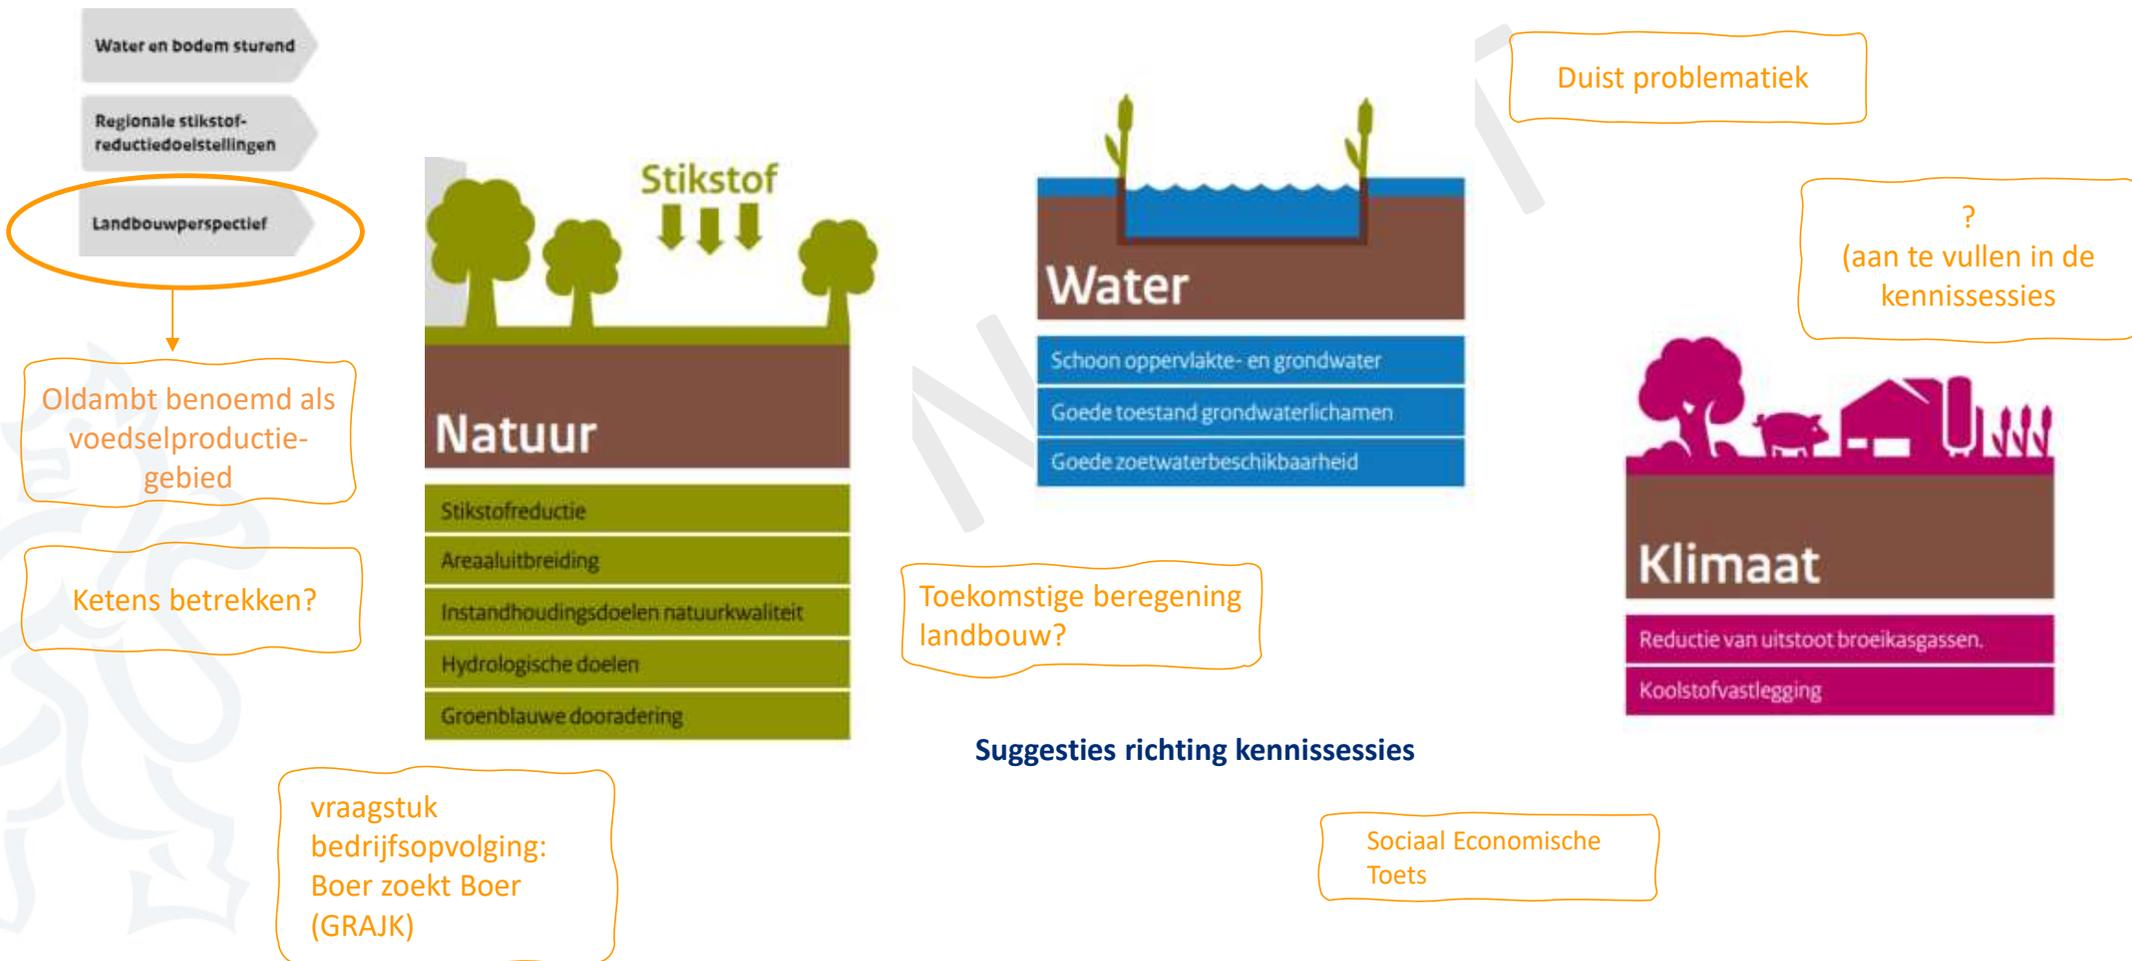 Water en bodem sturend
Regionale stikstof-
reductiedoelstellingen
Landbouwperspectief
Oldambt benoemd als
voedselproductie-
gebied
Ketens betrekken?
Stikstof
Natuur
Stikstofreductie
Areaaluitbreiding
Instandhoudingsdoelen natuurkwaliteit
Hydrologische doelen
Groenblauwe dooradering
vraagstuk
bedrijfsopvolging:
Boer zoekt Boer
(GRAJK)
Water
Schoon oppervlakte- en grondwater
Goede toestand grondwaterlichamen
Goede zoetwaterbeschikbaarheid
Toekomstige beregening
landbouw?
Suggesties richting kennissessies
Sociaal Economische
Toets
Duist problematiek
?
(aan te vullen in de
kennissessies
Klimaat
Reductie van uitstoot broeikasgassen.
Koolstofvastlegging